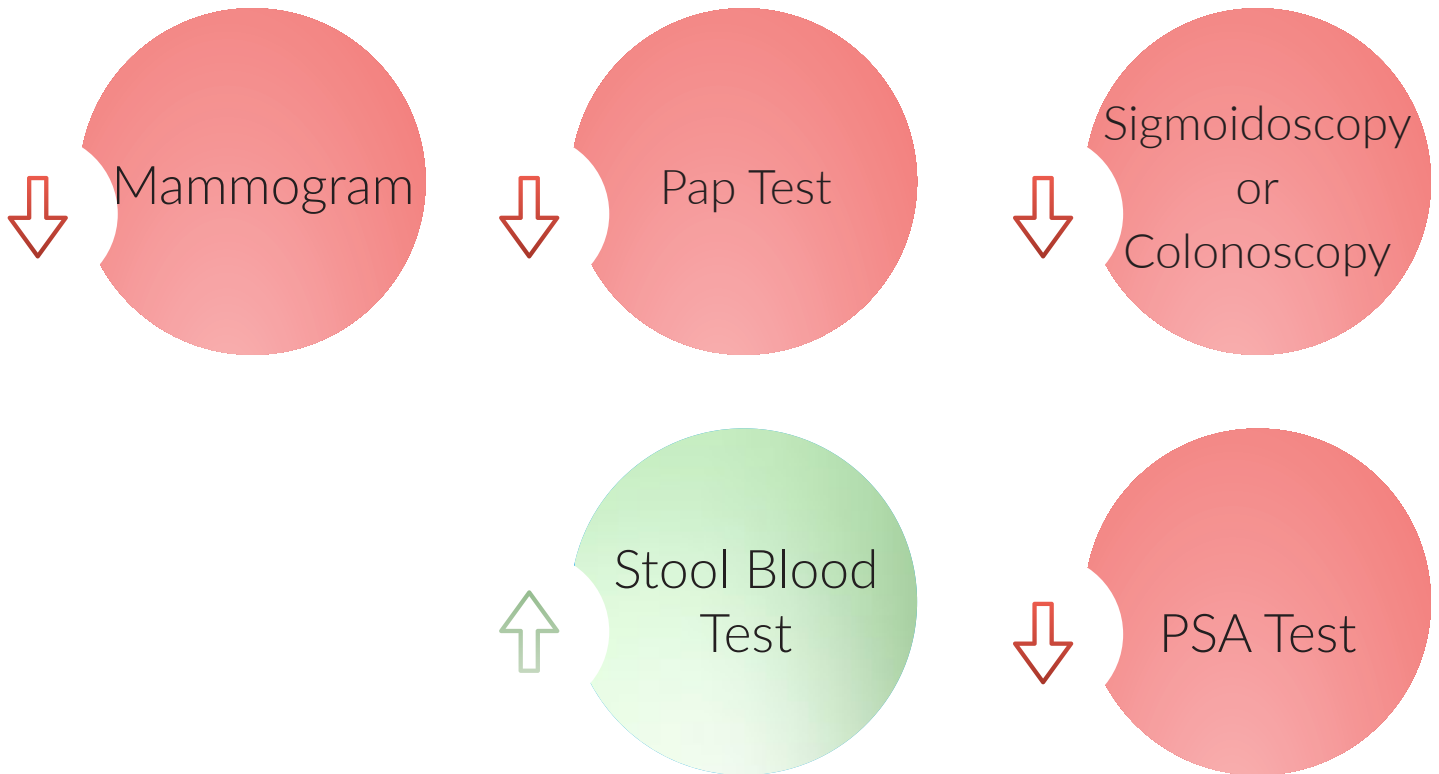 Mammogram
Pap Test
Sigmoidoscopy
or
Colonoscopy
Stool Blood
Test
PSA Test